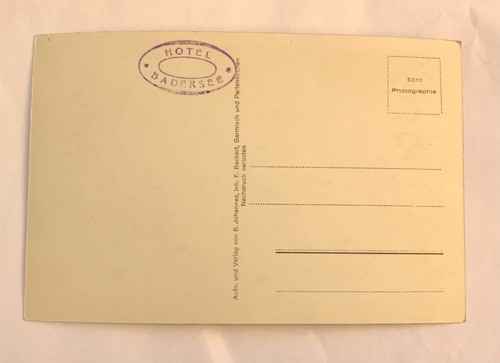 HOTEL
BADERSEE
Echt
Photographie
Aufn. und Verlag von B. Johannes, Inh. E. Beckert, Garmisch und Partenkirchen
Nachdruck verboten